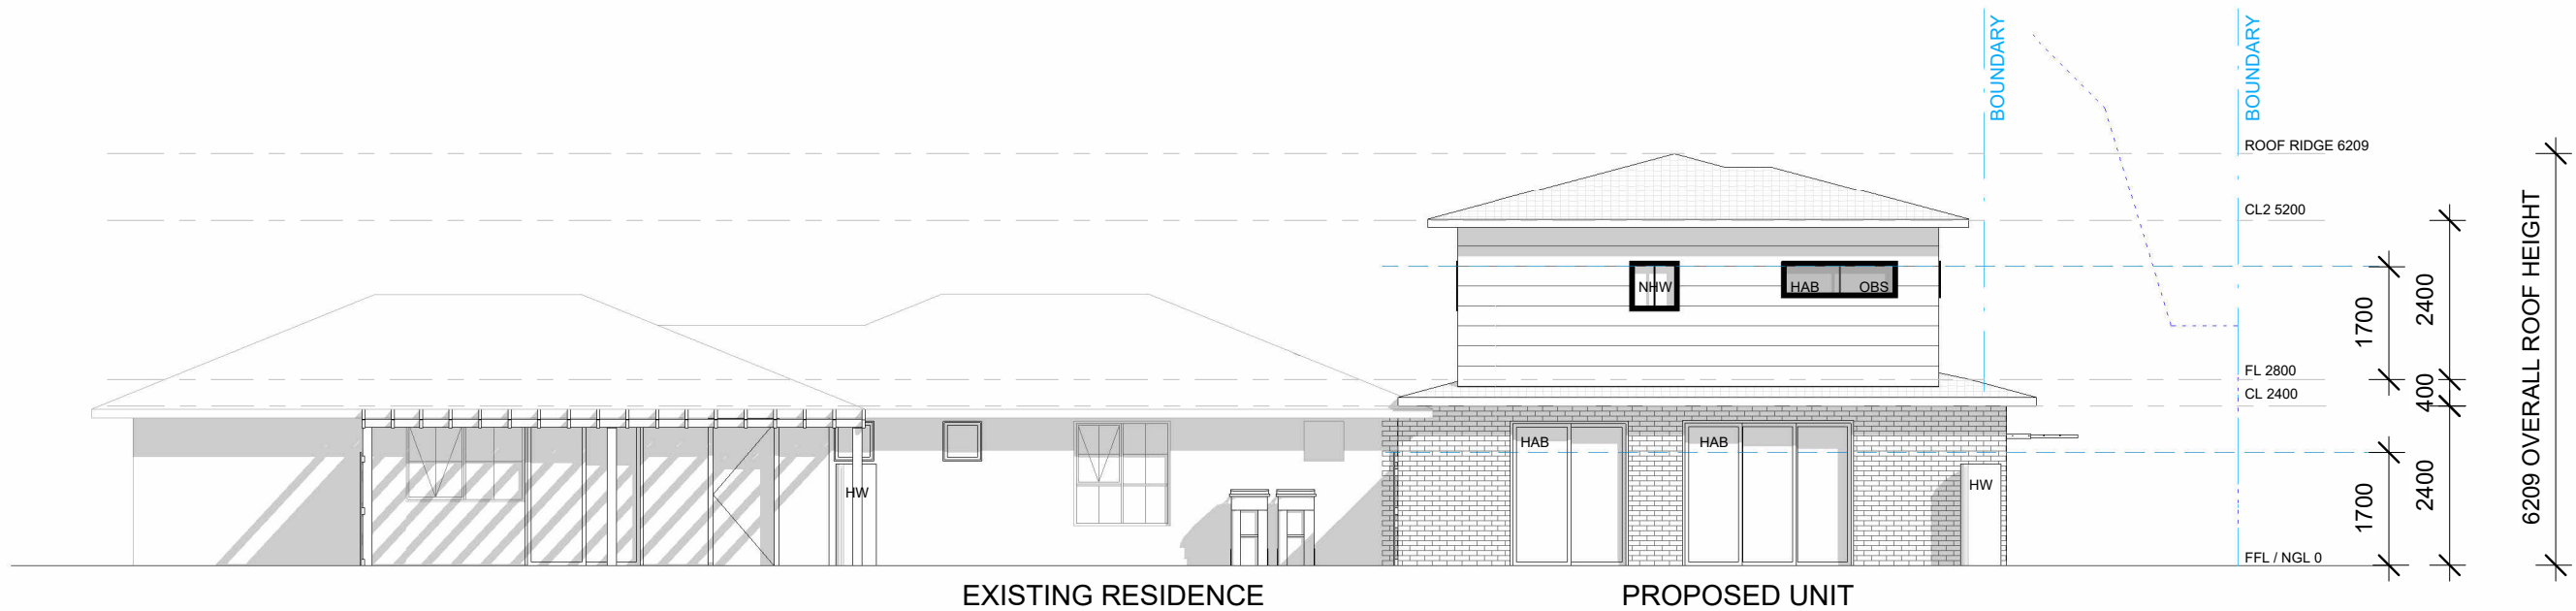 BOUNDARY
BOUNDARY
ROOF RIDGE 6209
CL2 5200
NHW
HAB OBS
1700
2400
6209 OVERALL ROOF HEIGHT
FL 2800
CL 2400
400
HAB
HAB
HW
HW
1700
2400
FFL / NGL 0
EXISTING RESIDENCE
PROPOSED UNIT